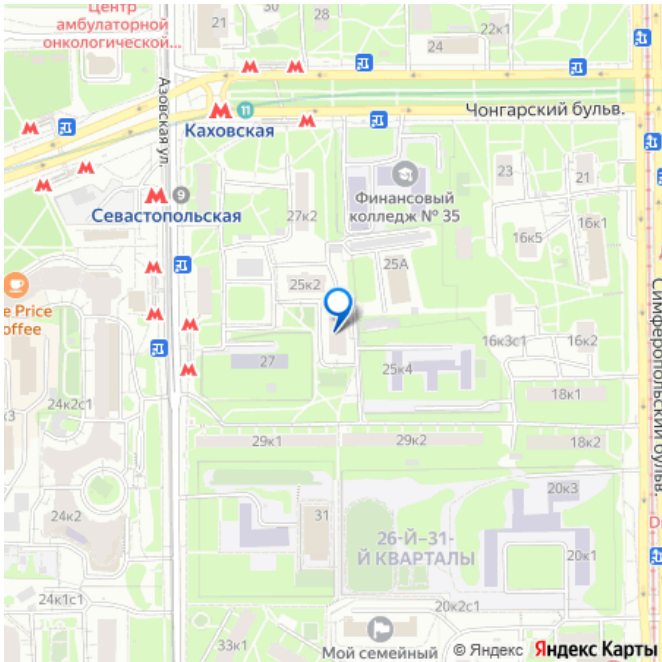 Центр
амбулаторной
онкологической...
21
30
28
22к1
24
Азовская ул.
11
Чонгарский бульв.
Каховская
Финансовый
колледж № 35
23
21
9
Севастопольская
27к2
16к5
16к1
25А
25к2
e Price
offee
Симферопольский бульв.
16к3с1
16к2
27
25к4
18к1
24к2с1
к3
29к1
29к2
18к2
20к3
24к2
31
26-Й–31-
Й КВАРТАЛЫ
20к1
24к1с1
20к2с1
33к1
Мой семейный
© Яндекс Яндекс Карты